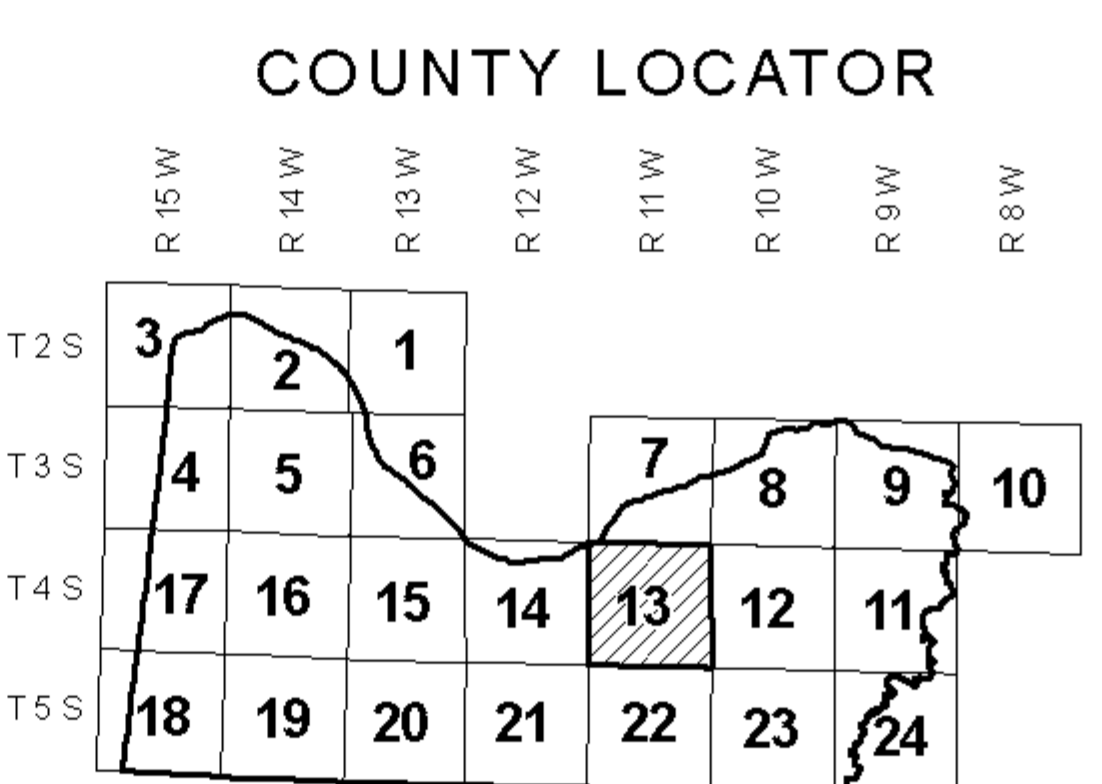 COUNTY LOCATOR
R 15 W R 14 W R 13 W R 12 W R 11 W R 10 W R 9 W R 8 W
T 2 S 3 2 1
T 3 S 4 5 6 7 8 9 10
T 4 S 17 16 15 14 13 12 11
T 5 S 18 19 20 21 22 23 24